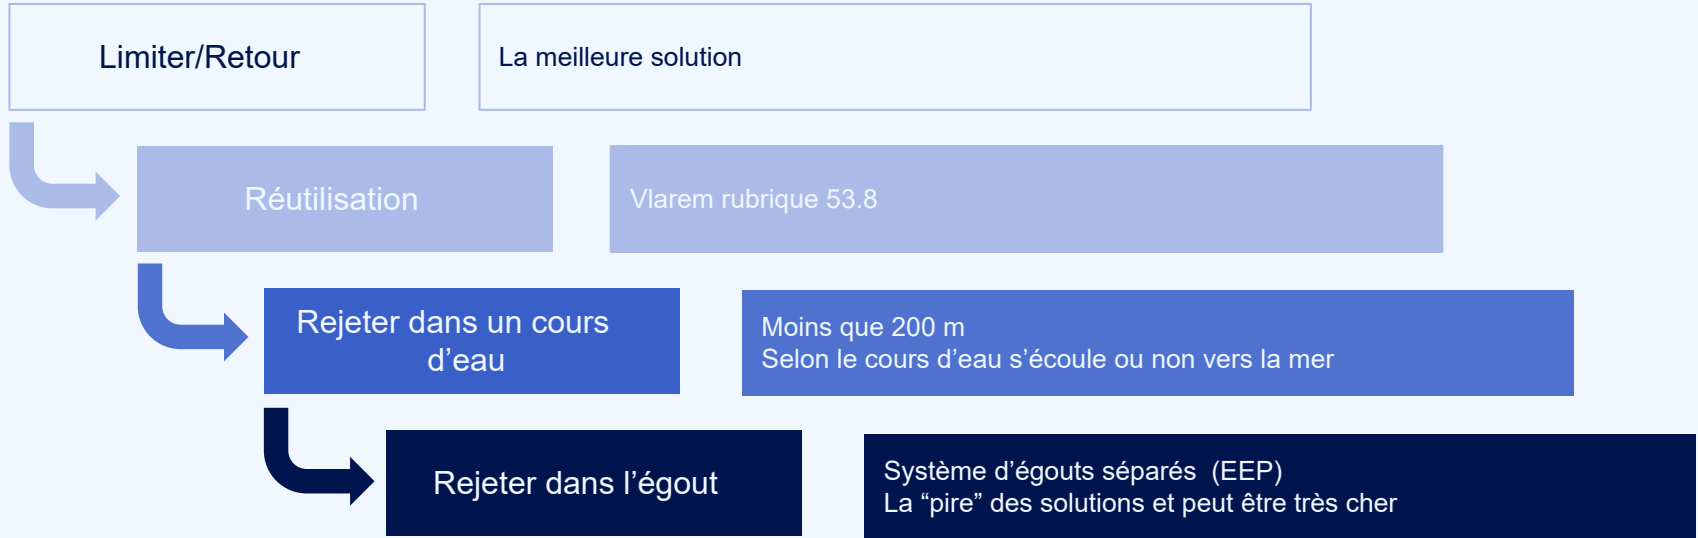 Limiter/Retour
La meilleure solution
Réutilisation
Vlarem rubrique 53.8
Rejeter dans un cours
d’eau
Moins que 200 m
Selon le cours d’eau s’écoule ou non vers la mer
Rejeter dans l’égout
Système d’égouts séparés  (EEP)
La “pire” des solutions et peut être très cher